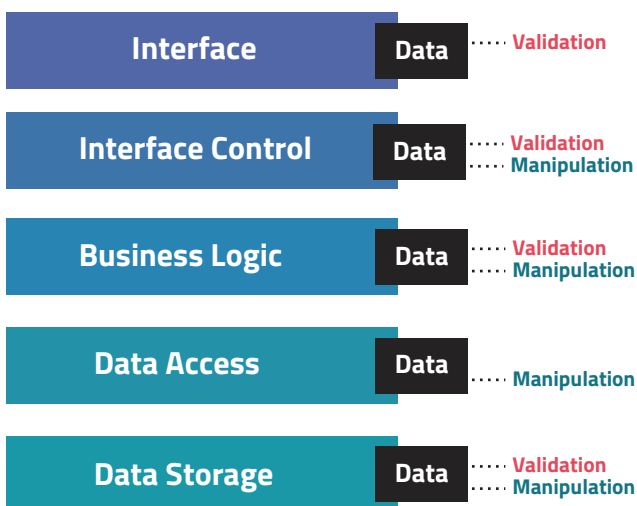 Interface
Data
Validation
Interface Control
Data
Validation
Manipulation
Business Logic
Data
Validation
Manipulation
Data Access
Data
Manipulation
Data Storage
Data
Validation
Manipulation